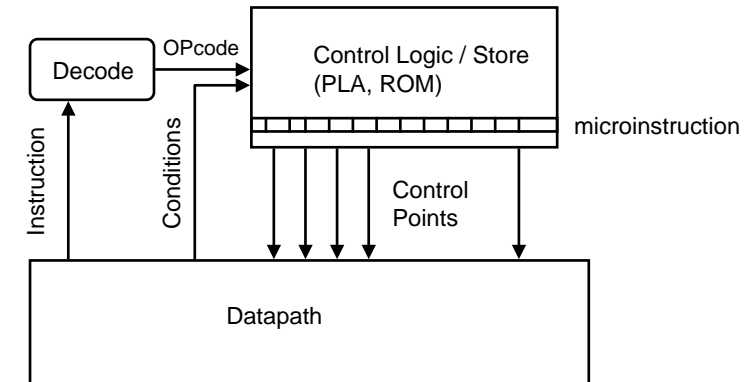 OPcode
Decode
Control Logic / Store
(PLA, ROM)
microinstruction
Instruction
Conditions
Control
Points
Datapath